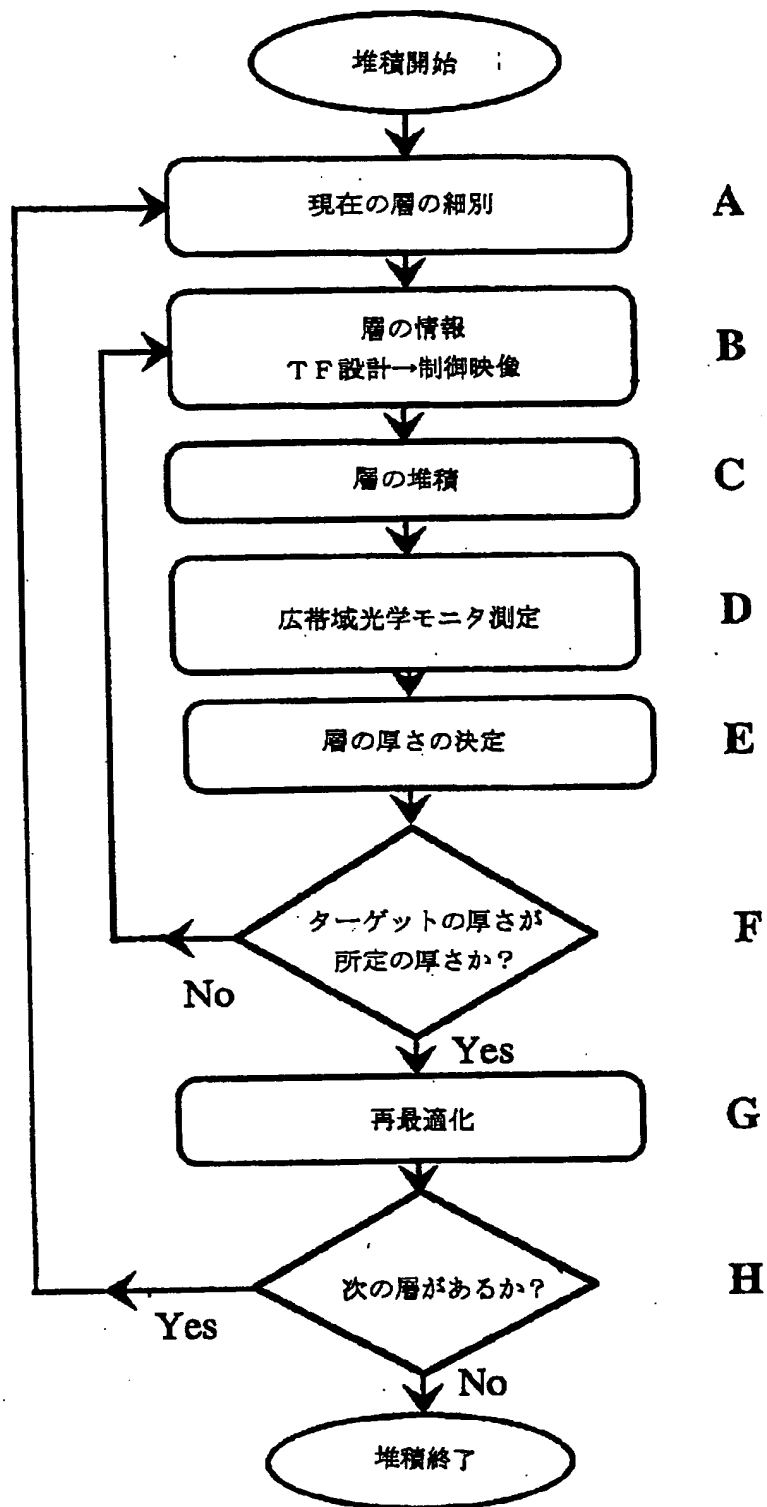 堆積開始
現在の層の細別
A
層の情報
TF設計→制御映像
B
層の堆積
C
広帯域光学モニタ測定
D
層の厚さの決定
E
ターゲットの厚さが
所定の厚さか?
F
No
Yes
再最適化
G
次の層があるか?
H
Yes
No
堆積終了